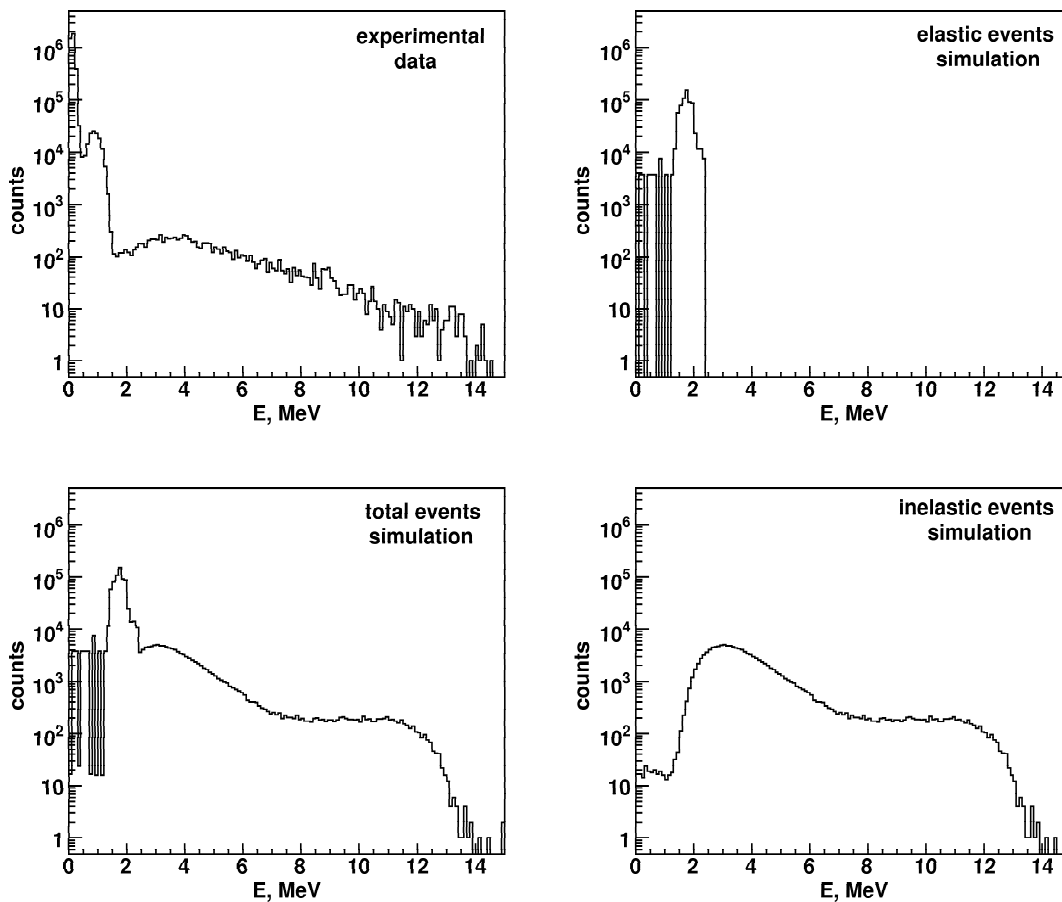 experimental
data
counts
10^6
10^5
10^4
10^3
10^2
10
1
0 2 4 6 8 10 12 14
E, MeV
elastic events
simulation
counts
10^6
10^5
10^4
10^3
10^2
10
1
0 2 4 6 8 10 12 14
E, MeV
total events
simulation
counts
10^6
10^5
10^4
10^3
10^2
10
1
0 2 4 6 8 10 12 14
E, MeV
inelastic events
simulation
counts
10^6
10^5
10^4
10^3
10^2
10
1
0 2 4 6 8 10 12 14
E, MeV